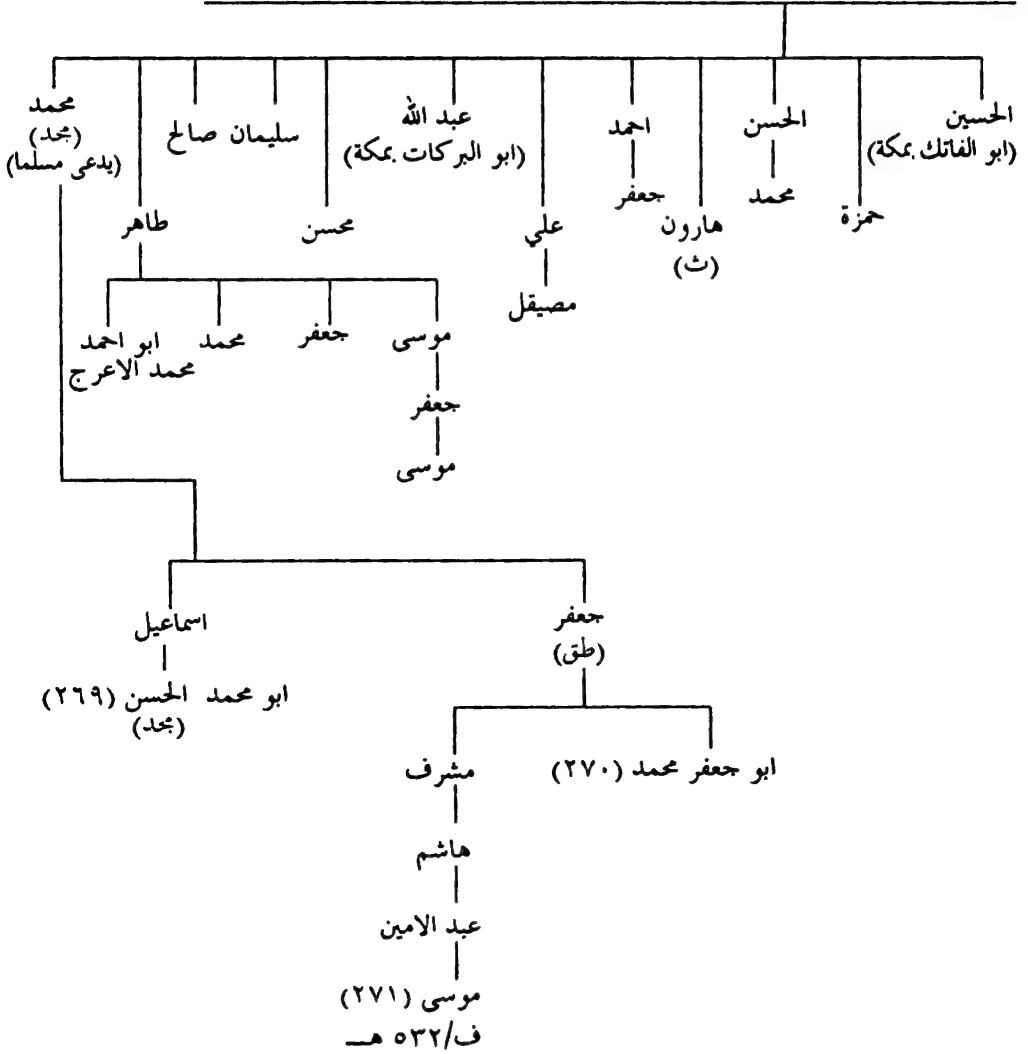 الحسين
(ابو الفاتك.بمكة)
حمزة
الحسن
محمد
هارون
(ث)
احمد
جعفر
علي
مصيقل
عبد الله
(ابو البركات.بمكة)
محسن
سليمان صالح
طاهر
محمد
(مجد)
(يدعى مسلما)
موسى
جعفر
موسى
جعفر
محمد
ابو احمد
محمد الاعرج
جعفر
(طق)
اسماعيل
ابو محمد الحسن (٢٦٩)
(مجد)
ابو جعفر محمد (٢٧٠)
مشرف
هاشم
عبد الامين
موسى (٢٧١)
ف/٥٣٢ هــ